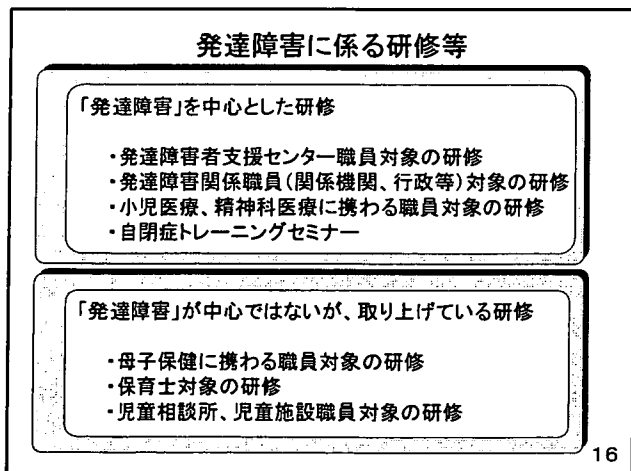 発達障害に係る研修等
「発達障害」を中心とした研修
・発達障害者支援センター職員対象の研修
・発達障害関係職員(関係機関、行政等)対象の研修
・小児医療、精神科医療に携わる職員対象の研修
・自閉症トレーニングセミナー
「発達障害」が中心ではないが、取り上げている研修
・母子保健に携わる職員対象の研修
・保育士対象の研修
・児童相談所、児童施設職員対象の研修
16